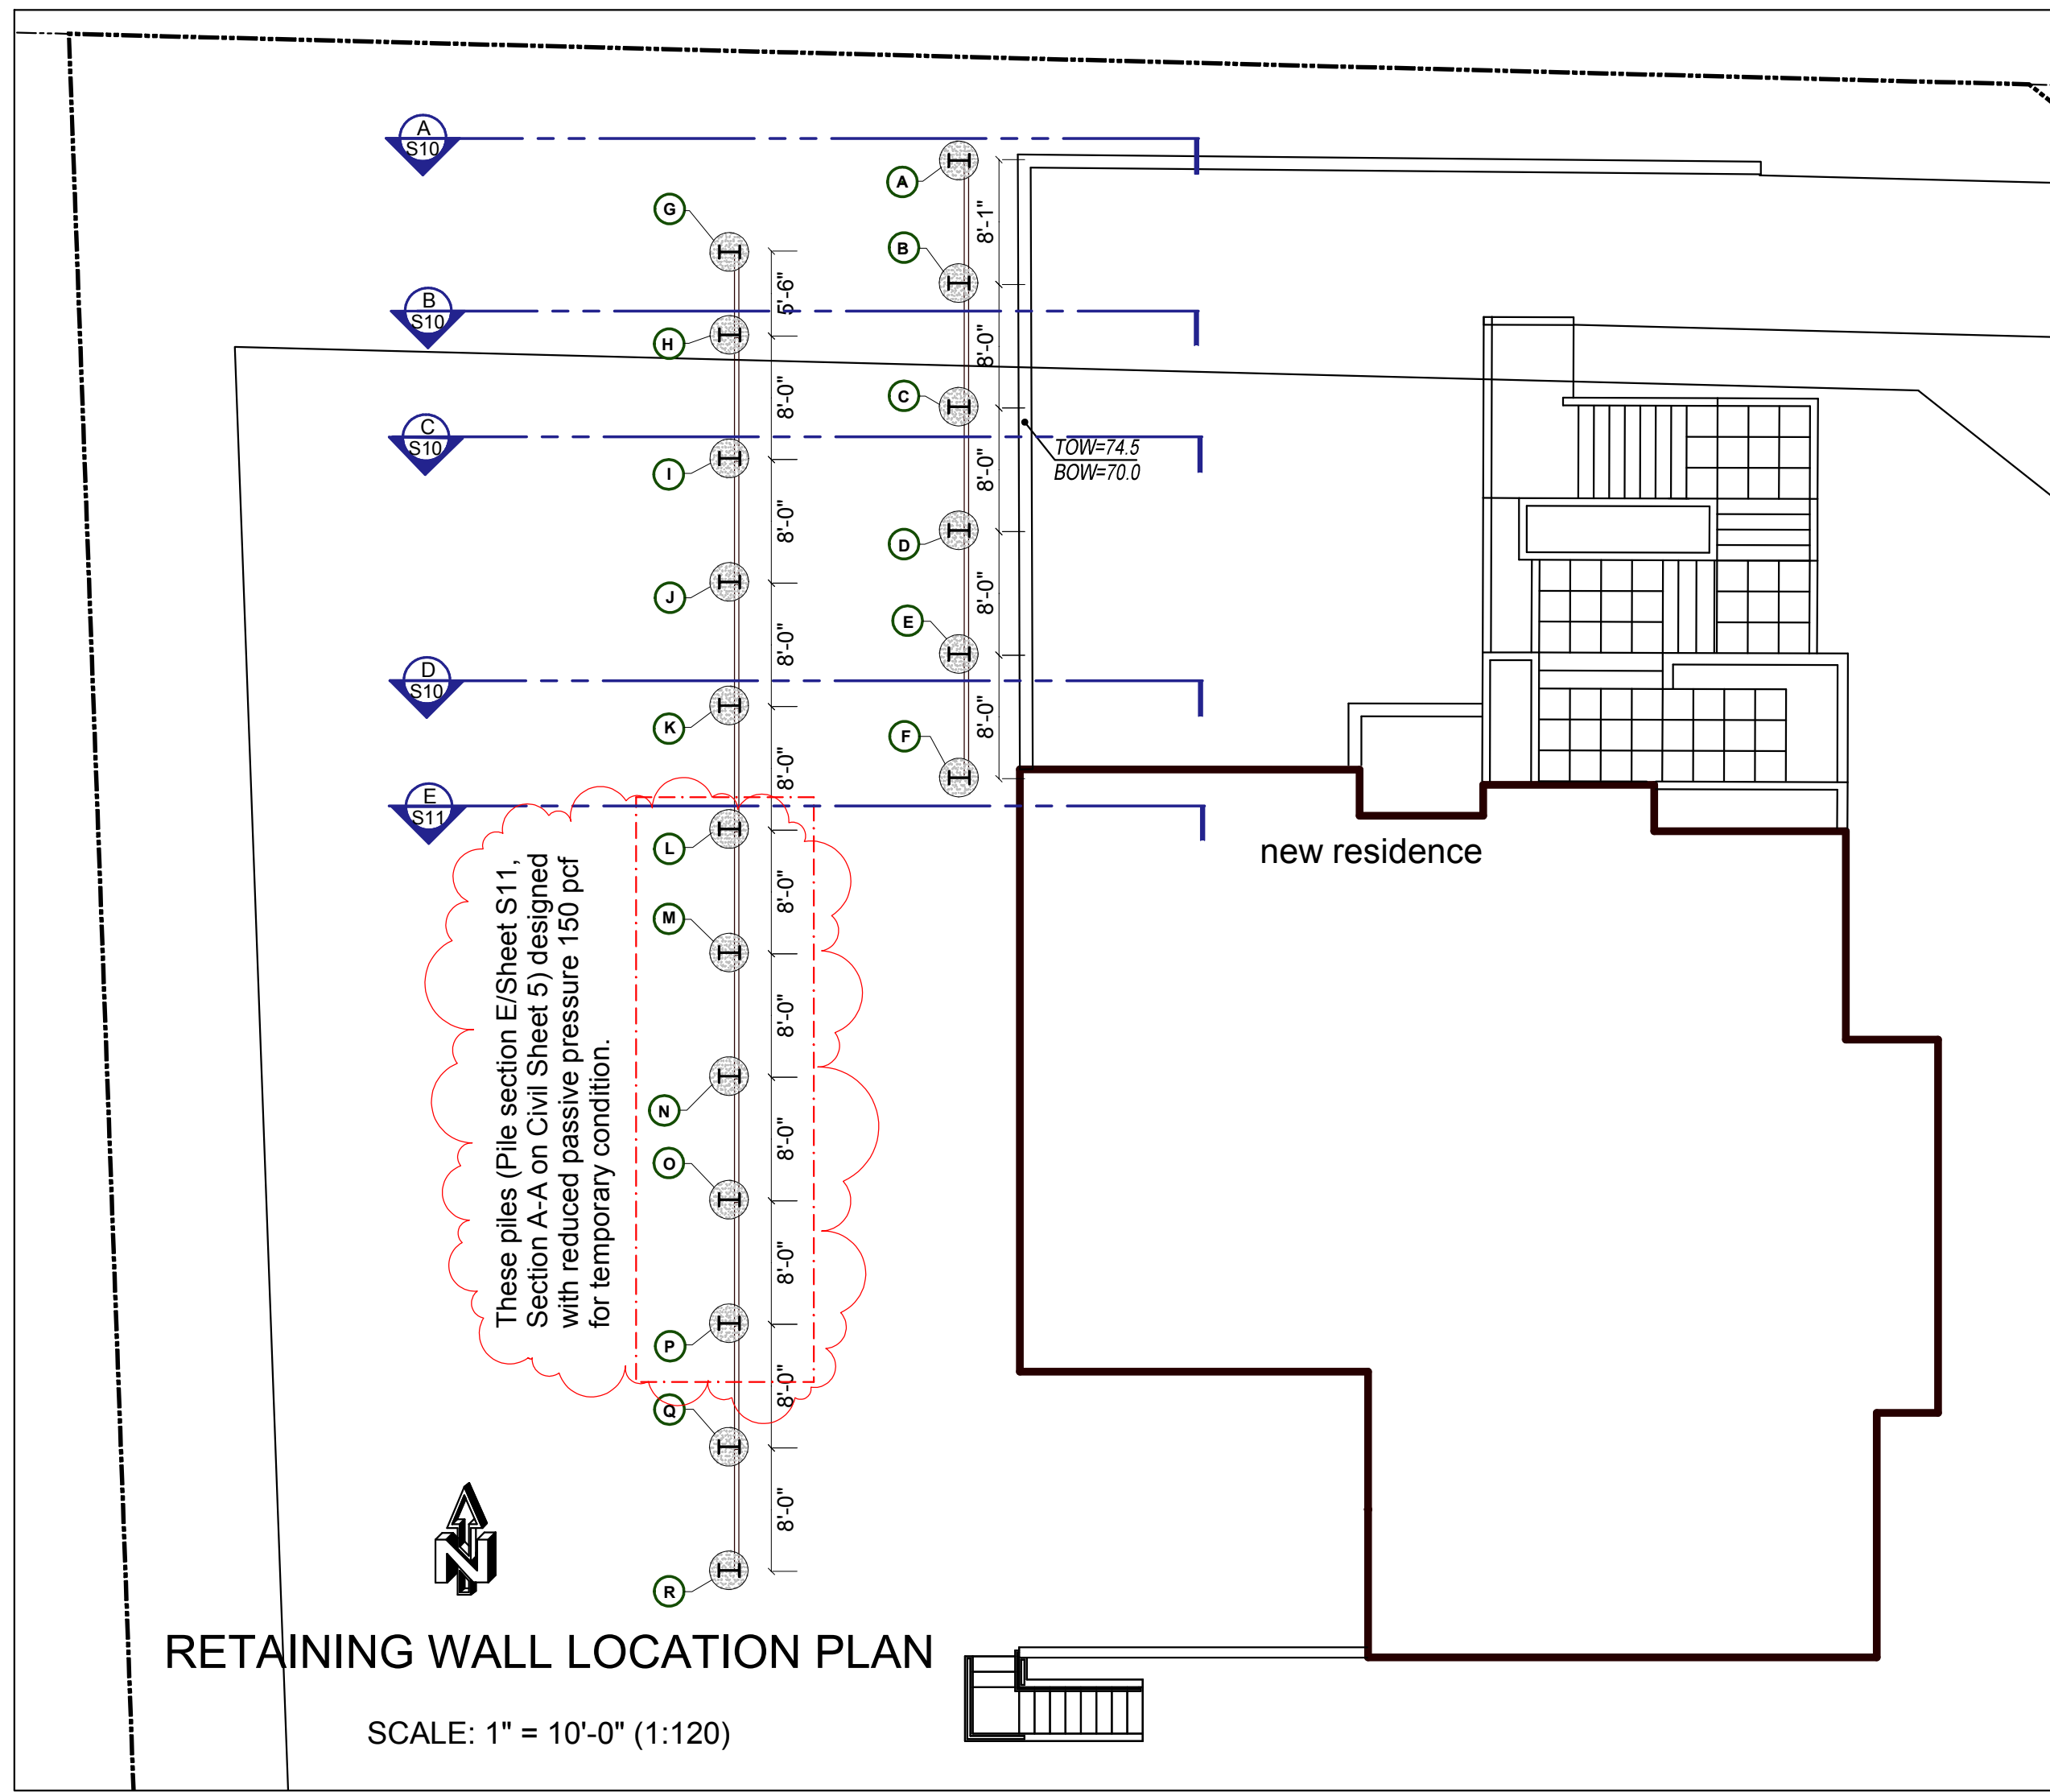 A
S10
A
G
8'-1"
B
5'-6"
B
S10
H
8'-0"
8'-0"
C
C
S10
TOW=74.5
BOW=70.0
I
8'-0"
8'-0"
D
J
8'-0"
E
8'-0"
D
S10
K
8'-0"
F
8'-0"
E
S11
L
new residence
8'-0"
M
These piles (Pile section E/Sheet S11,
Section A-A on Civil Sheet 5) designed
with reduced passive pressure 150 pcf
for temporary condition.
8'-0"
N
8'-0"
O
8'-0"
P
8'-0"
Q
8'-0"
N
R
RETAINING WALL LOCATION PLAN
SCALE: 1" = 10'-0" (1:120)